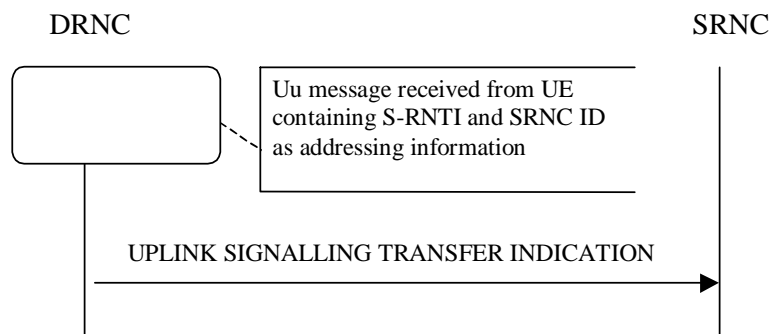 DRNC
SRNC
Uu message received from UE
containing S-RNTI and SRNC ID
as addressing information
UPLINK SIGNALLING TRANSFER INDICATION